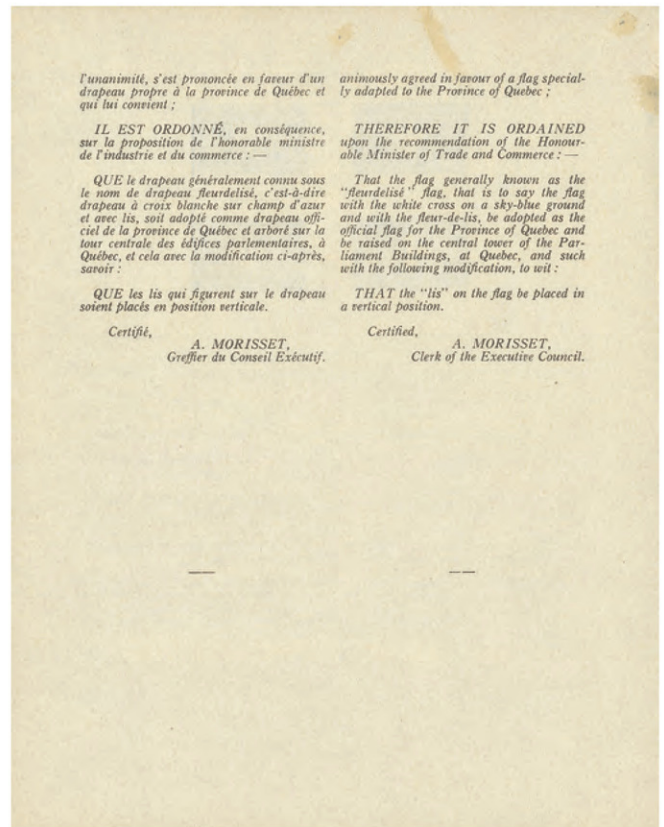 l'unanimité, s'est prononcée en faveur d'un
drapeau propre à la province de Québec et
qui lui convient ;
IL EST ORDONNÉ, en conséquence,
sur la proposition de l'honorable ministre
de l'industrie et du commerce : —
QUE le drapeau généralement connu sous
le nom de drapeau fleurdelisé, c'est-à-dire
drapeau à croix blanche sur champ d'azur
et avec lis, soit adopté comme drapeau offi-
ciel de la province de Québec et arboré sur la
tour centrale des édifices parlementaires, à
Québec, et cela avec la modification ci-après,
savoir :
QUE les lis qui figurent sur le drapeau
soient placés en position verticale.
Certifié,
A. MORISSET,
Greffier du Conseil Exécutif.
animously agreed in favour of a flag special-
ly adapted to the Province of Quebec ;
THEREFORE IT IS ORDAINED
upon the recommendation of the Honour-
able Minister of Trade and Commerce : —
That the flag generally known as the
"fleurdelisé" flag, that is to say the flag
with the white cross on a sky-blue ground
and with the fleur-de-lis, be adopted as the
official flag for the Province of Quebec and
be raised on the central tower of the Par-
liament Buildings, at Quebec, and such
with the following modification, to wit :
THAT the "lis" on the flag be placed in
a vertical position.
Certified,
A. MORISSET,
Clerk of the Executive Council.